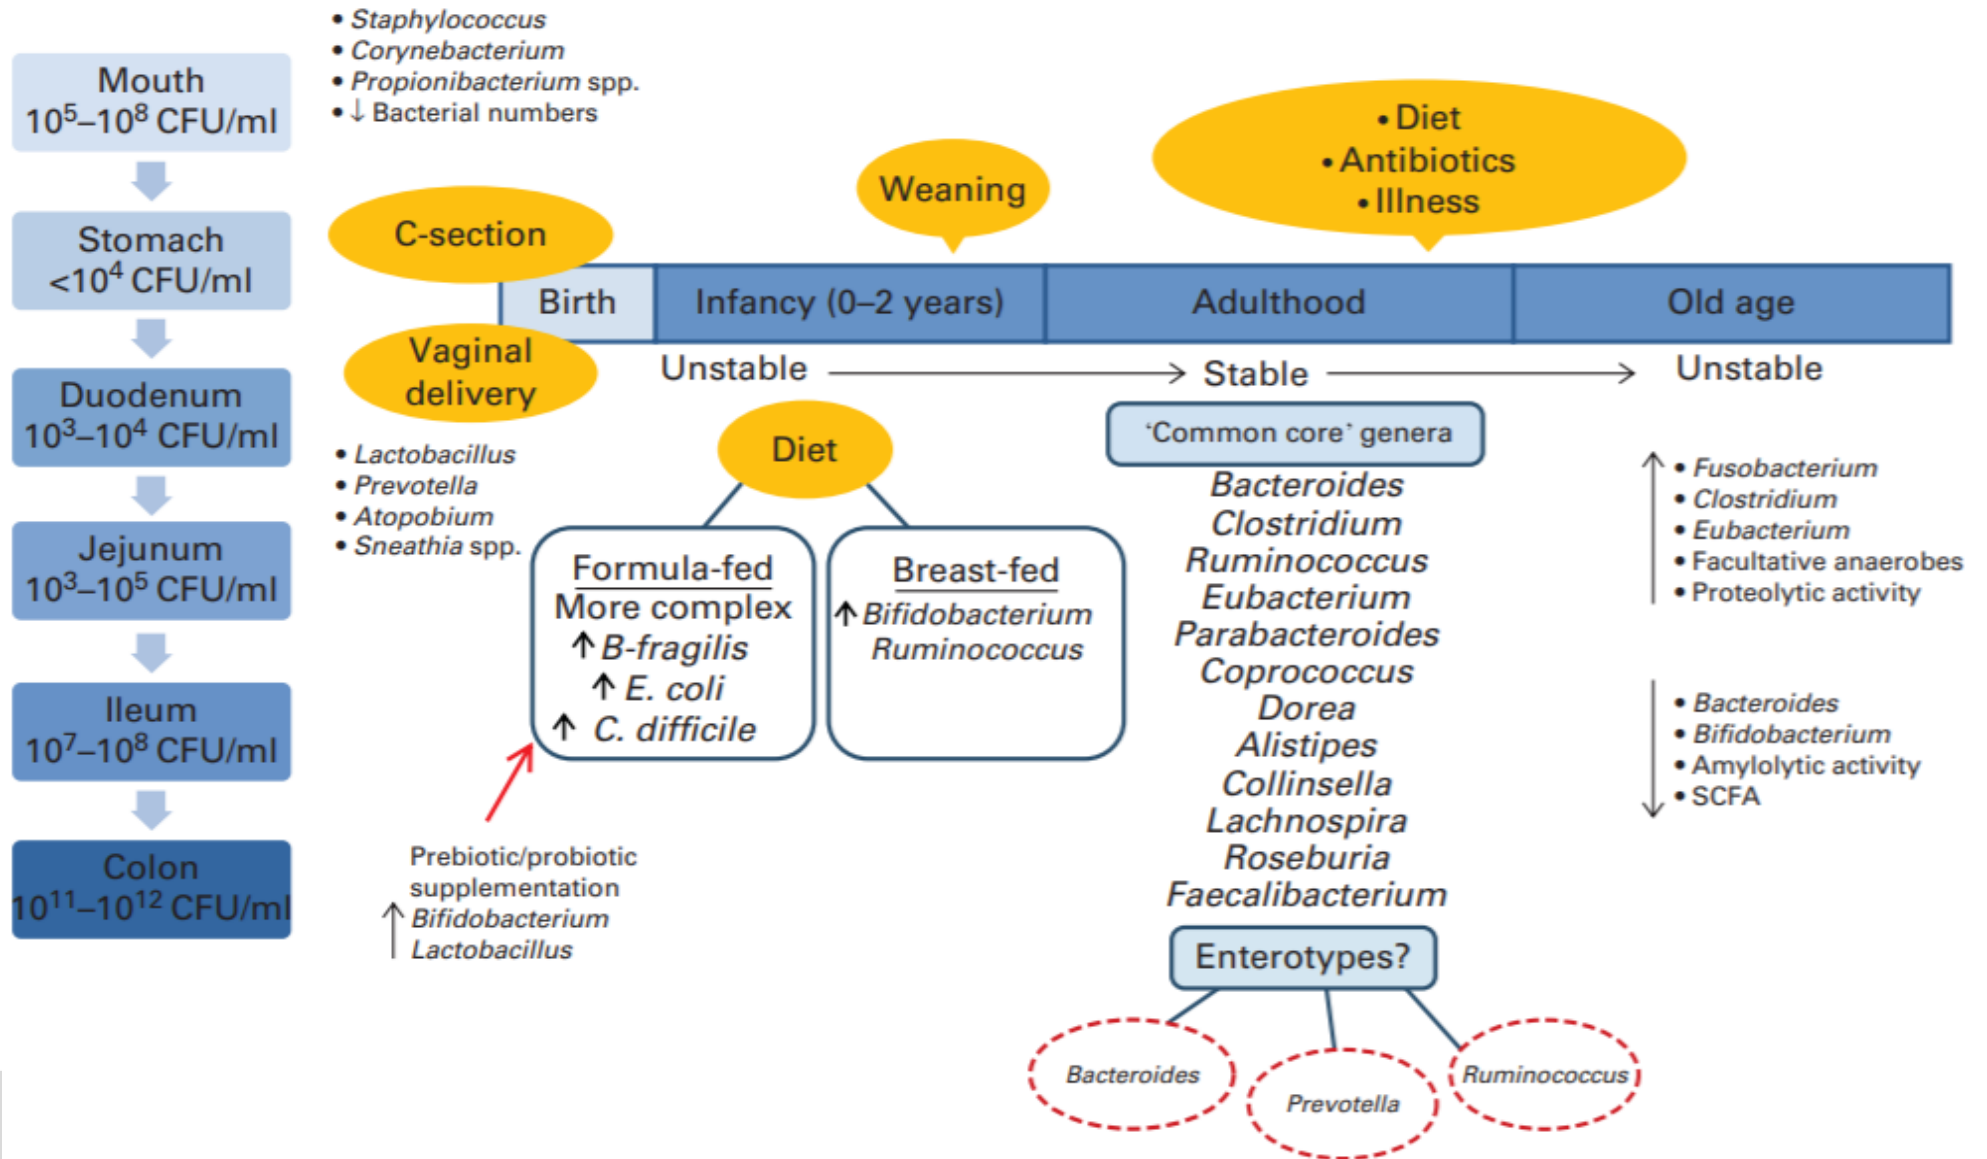 Mouth
10⁵–10⁸ CFU/ml
Stomach
<10⁴ CFU/ml
Duodenum
10³–10⁴ CFU/ml
Jejunum
10³–10⁵ CFU/ml
Ileum
10⁷–10⁸ CFU/ml
Colon
10¹¹–10¹² CFU/ml
• Staphylococcus
• Corynebacterium
• Propionibacterium spp.
• ↓ Bacterial numbers
C-section
Vaginal
delivery
• Lactobacillus
• Prevotella
• Atopobium
• Sneathia spp.
Weaning
• Diet
• Antibiotics
• Illness
Birth
Infancy (0–2 years)
Adulthood
Old age
Unstable
Stable
Unstable
Diet
Formula-fed
More complex
↑ B-fragilis
↑ E. coli
↑ C. difficile
Breast-fed
↑ Bifidobacterium
Ruminococcus
Prebiotic/probiotic
supplementation
↑ Bifidobacterium
Lactobacillus
‘Common core’ genera
Bacteroides
Clostridium
Ruminococcus
Eubacterium
Parabacteroides
Coprococcus
Dorea
Alistipes
Collinsella
Lachnospira
Roseburia
Faecalibacterium
Enterotypes?
Bacteroides
Prevotella
Ruminococcus
• Fusobacterium
• Clostridium
• Eubacterium
• Facultative anaerobes
• Proteolytic activity
• Bacteroides
• Bifidobacterium
• Amylolytic activity
• SCFA